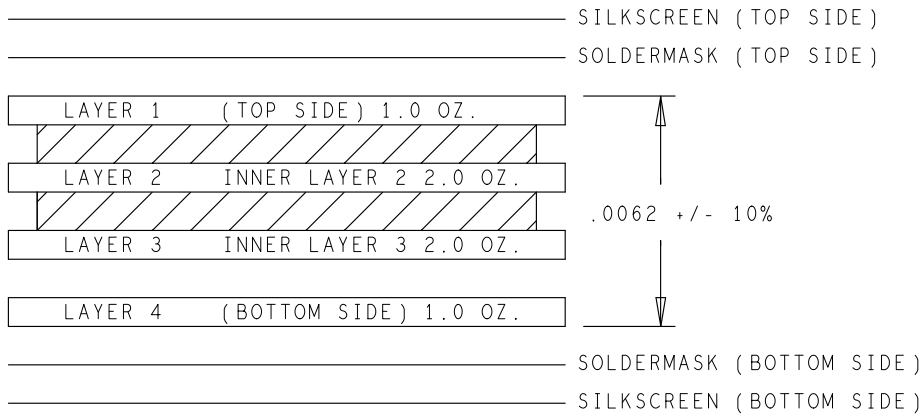 SILKSCREEN (TOP SIDE)
SOLDERMASK (TOP SIDE)
LAYER 1 (TOP SIDE) 1.0 OZ.
LAYER 2 INNER LAYER 2 2.0 OZ.
.0062 +/- 10%
LAYER 3 INNER LAYER 3 2.0 OZ.
LAYER 4 (BOTTOM SIDE) 1.0 OZ.
SOLDERMASK (BOTTOM SIDE)
SILKSCREEN (BOTTOM SIDE)